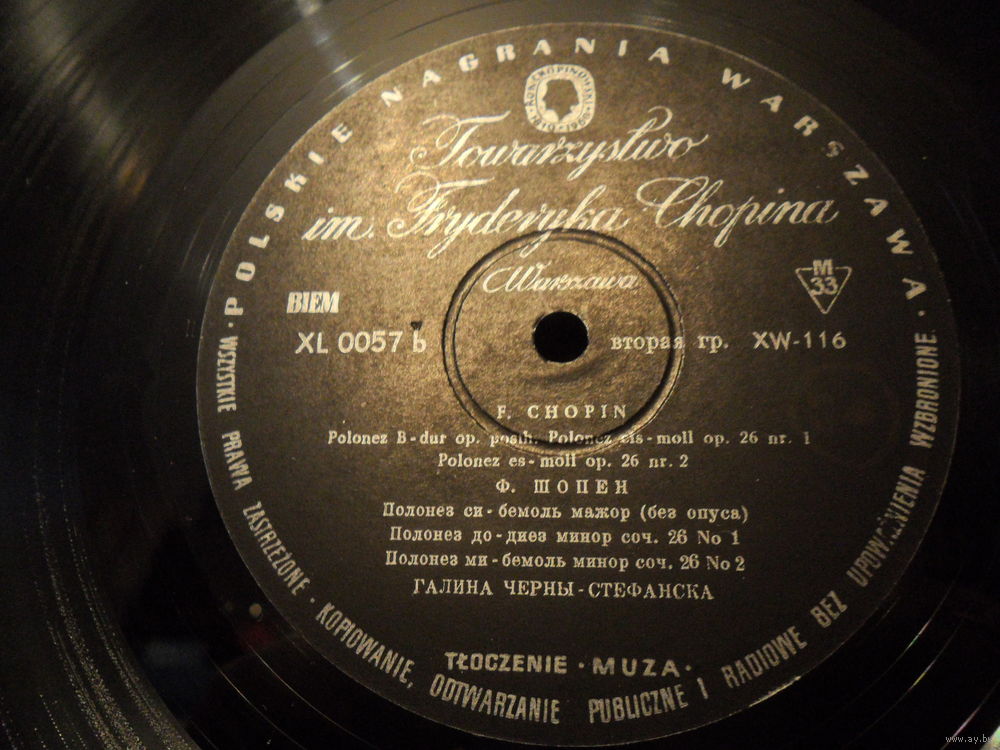 POLSKIE NAGRANIA WARSZAWA ·
Towarzystwo
im. Fryderyka Chopina
Warszawa
BIEM
M
33
XL 0057 b
вторая гр. XW-116
F. CHOPIN
Polonez B-dur op. posth. Polonez cis-moll op. 26 nr. 1
Polonez es-moll op. 26 nr. 2
Ф. ШОПЕН
Полонез си-бемоль мажор (без опуса)
Полонез до-диез минор соч. 26 No 1
Полонез ми-бемоль минор соч. 26 No 2
ГАЛИНА ЧЕРНЫ-СТЕФАНСКА
TŁOCZENIE · MUZA ·
· WSZYSTKIE PRAWA ZASTRZEŻONE · KOPIOWANIE, ODTWARZANIE PUBLICZNE I RADIOWE BEZ UPOWAŻNIENIA WZBRONIONE
www.ay.by